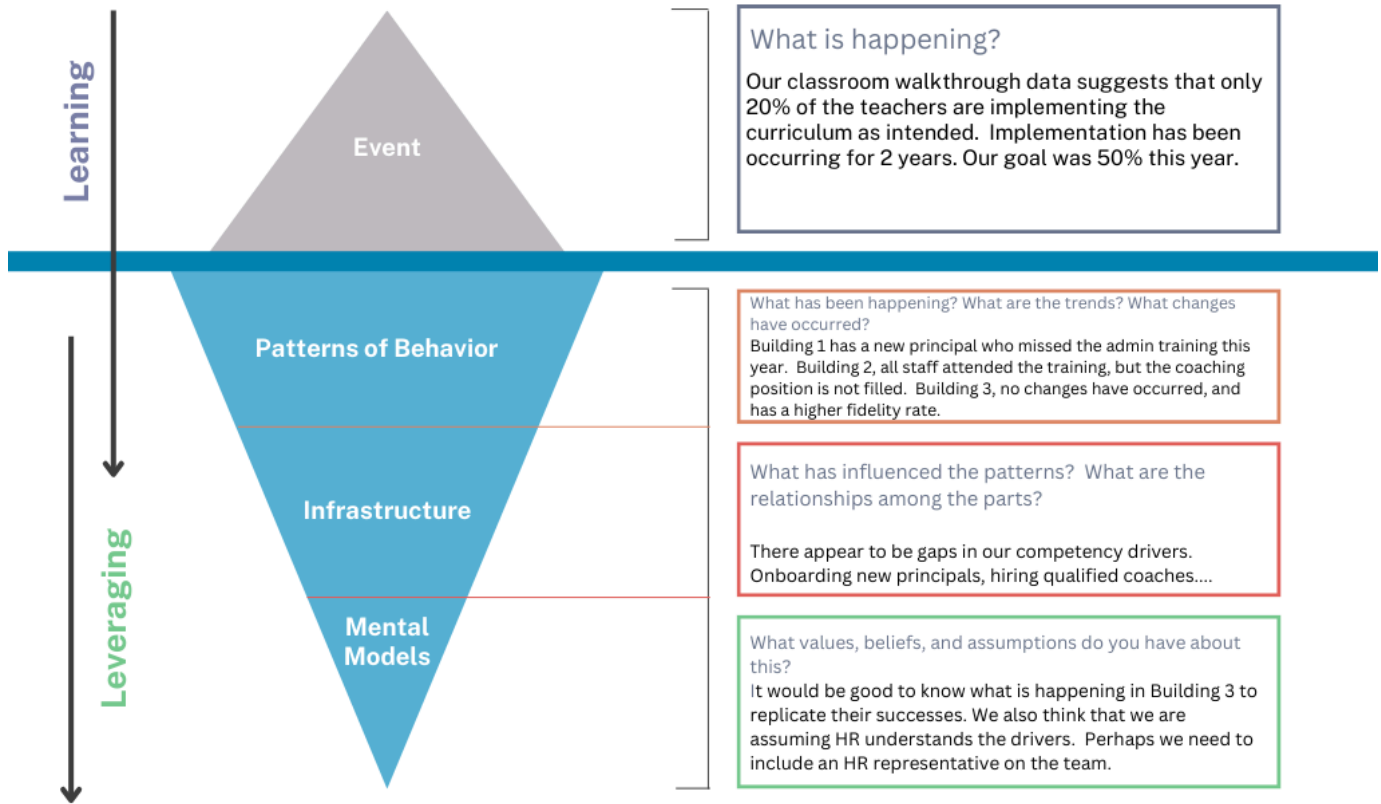 Learning
Leveraging
Event
Patterns of Behavior
Infrastructure
Mental
Models
What is happening?
Our classroom walkthrough data suggests that only
20% of the teachers are implementing the
curriculum as intended.  Implementation has been
occurring for 2 years. Our goal was 50% this year.
What has been happening? What are the trends? What changes
have occurred?
Building 1 has a new principal who missed the admin training this
year.  Building 2, all staff attended the training, but the coaching
position is not filled.  Building 3, no changes have occurred, and
has a higher fidelity rate.
What has influenced the patterns?  What are the
relationships among the parts?
There appear to be gaps in our competency drivers.
Onboarding new principals, hiring qualified coaches....
What values, beliefs, and assumptions do you have about
this?
It would be good to know what is happening in Building 3 to
replicate their successes. We also think that we are
assuming HR understands the drivers.  Perhaps we need to
include an HR representative on the team.